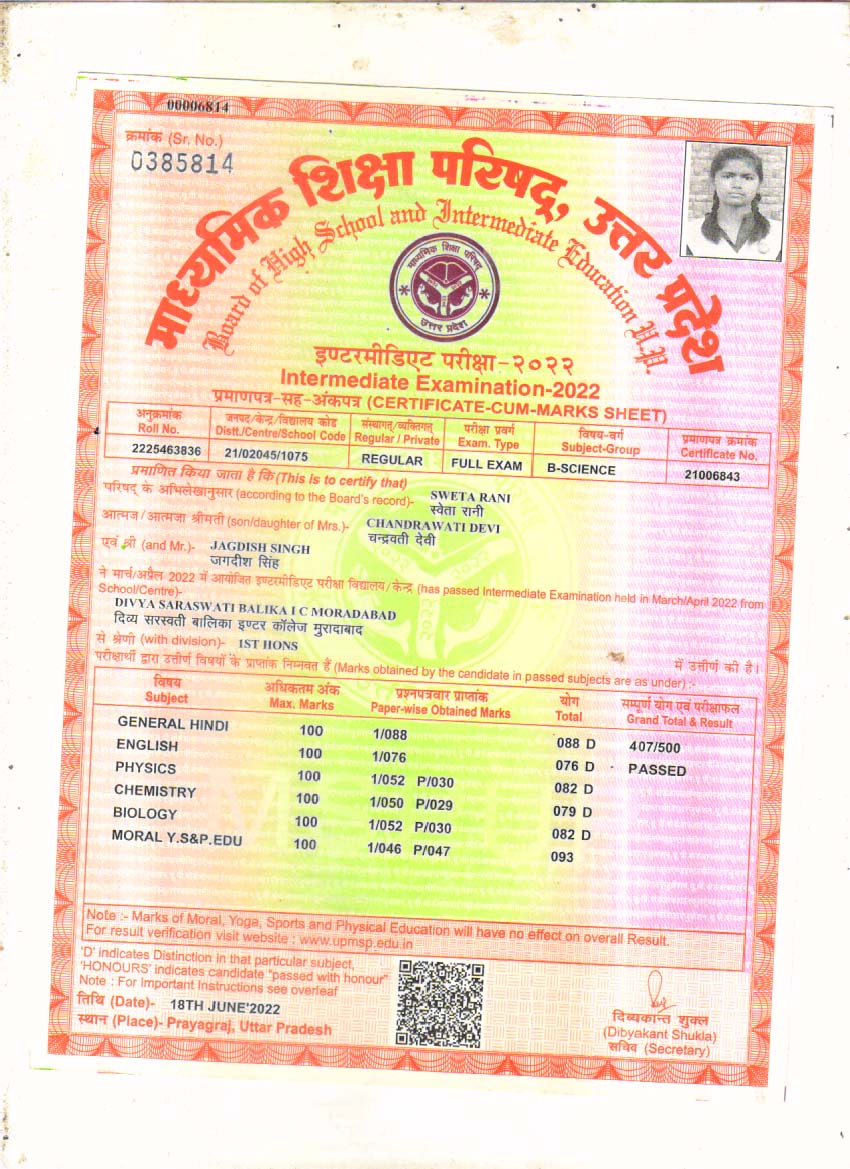 00006814
क्रमांक (Sr. No.)
0385814
माध्यमिक शिक्षा परिषद्, उत्तर प्रदेश
Board of High School and Intermediate Education U.P.
माध्यमिक शिक्षा परिषद
उत्तर प्रदेश
इण्टरमीडिएट परीक्षा-२०२२
Intermediate Examination-2022
प्रमाणपत्र-सह-अंकपत्र (CERTIFICATE-CUM-MARKS SHEET)
अनुक्रमांक जनपद/केन्द्र/विद्यालय कोड संस्थागत/व्यक्तिगत परीक्षा प्रवर्ग विषय-वर्ग प्रमाणपत्र क्रमांक
Roll No. Distt./Centre/School Code Regular / Private Exam. Type Subject-Group Certificate No.
2225463836 21/02045/1075 REGULAR FULL EXAM B-SCIENCE 21006843
प्रमाणित किया जाता है कि (This is to certify that)
परिषद् के अभिलेखानुसार (according to the Board's record)- SWETA RANI
स्वेता रानी
आत्मज/आत्मजा श्रीमती (son/daughter of Mrs.)- CHANDRAWATI DEVI
चन्द्रवती देवी
एवं श्री (and Mr.)- JAGDISH SINGH
जगदीश सिंह
ने मार्च/अप्रैल 2022 में आयोजित इण्टरमीडिएट परीक्षा विद्यालय/केन्द्र (has passed Intermediate Examination held in March/April 2022 from
School/Centre)-
DIVYA SARASWATI BALIKA I C MORADABAD
दिव्य सरस्वती बालिका इण्टर कॉलेज मुरादाबाद
से श्रेणी (with division)- 1ST HONS में उत्तीर्ण की है।
परीक्षार्थी द्वारा उत्तीर्ण विषयों के प्राप्तांक निम्नवत हैं (Marks obtained by the candidate in passed subjects are as under) :-
विषय अधिकतम अंक प्रश्नपत्रवार प्राप्तांक योग सम्पूर्ण योग एवं परीक्षाफल
Subject Max. Marks Paper-wise Obtained Marks Total Grand Total & Result
GENERAL HINDI 100 1/088 088 D 407/500
ENGLISH 100 1/076 076 D PASSED
PHYSICS 100 1/052 P/030 082 D
CHEMISTRY 100 1/050 P/029 079 D
BIOLOGY 100 1/052 P/030 082 D
MORAL Y.S&P.EDU 100 1/046 P/047 093
Note :- Marks of Moral, Yoga, Sports and Physical Education will have no effect on overall Result.
For result verification visit website : www.upmsp.edu.in
'D' indicates Distinction in that particular subject,
'HONOURS' indicates candidate "passed with honour"
Note : For Important Instructions see overleaf
तिथि (Date)- 18TH JUNE'2022
स्थान (Place)- Prayagraj, Uttar Pradesh
दिव्यकान्त शुक्ल
(Dibyakant Shukla)
सचिव (Secretary)